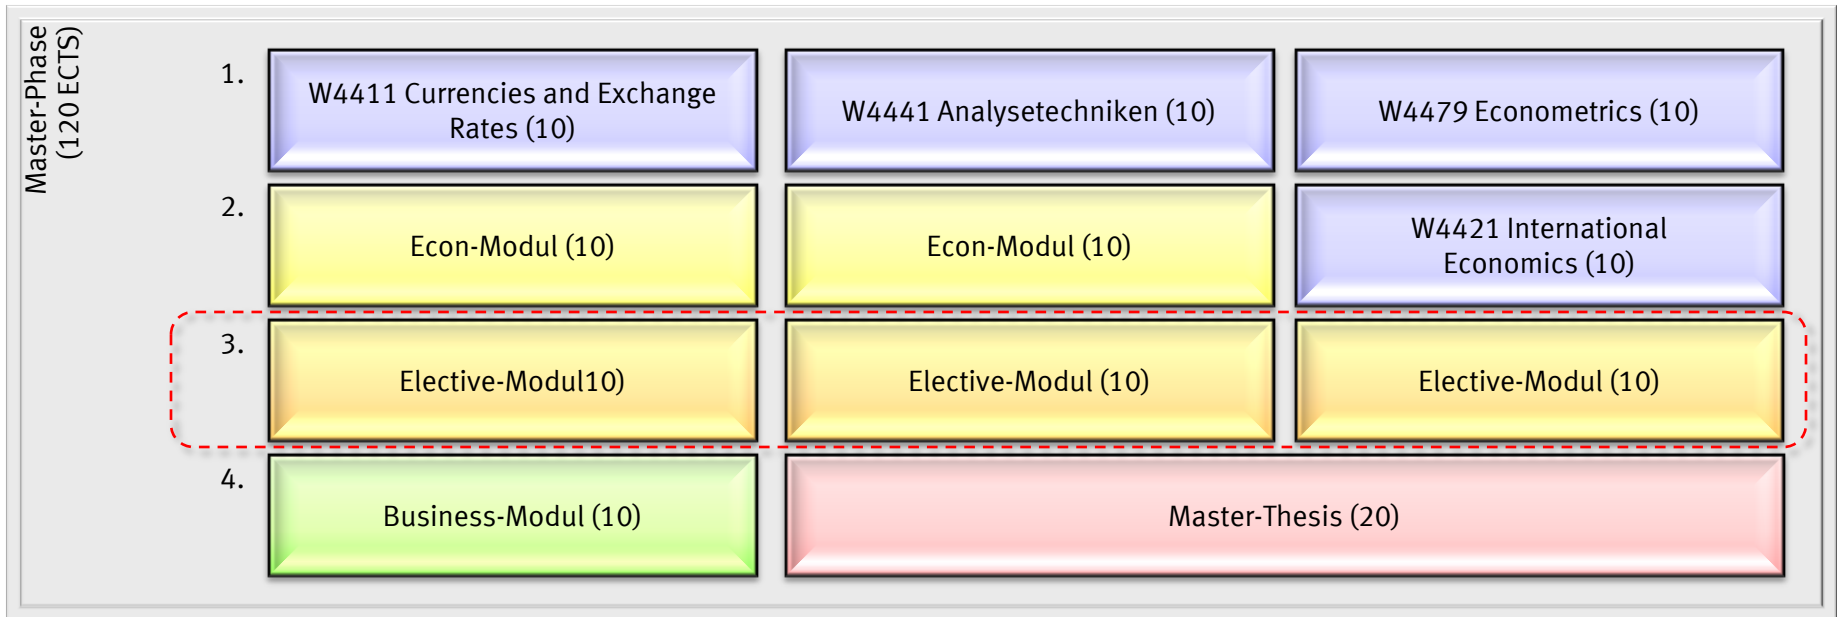 Master-Phase
(120 ECTS)
1.
W4411 Currencies and Exchange
Rates (10)
W4441 Analysetechniken (10)
W4479 Econometrics (10)
2.
Econ-Modul (10)
Econ-Modul (10)
W4421 International
Economics (10)
3.
Elective-Modul10)
Elective-Modul (10)
Elective-Modul (10)
4.
Business-Modul (10)
Master-Thesis (20)